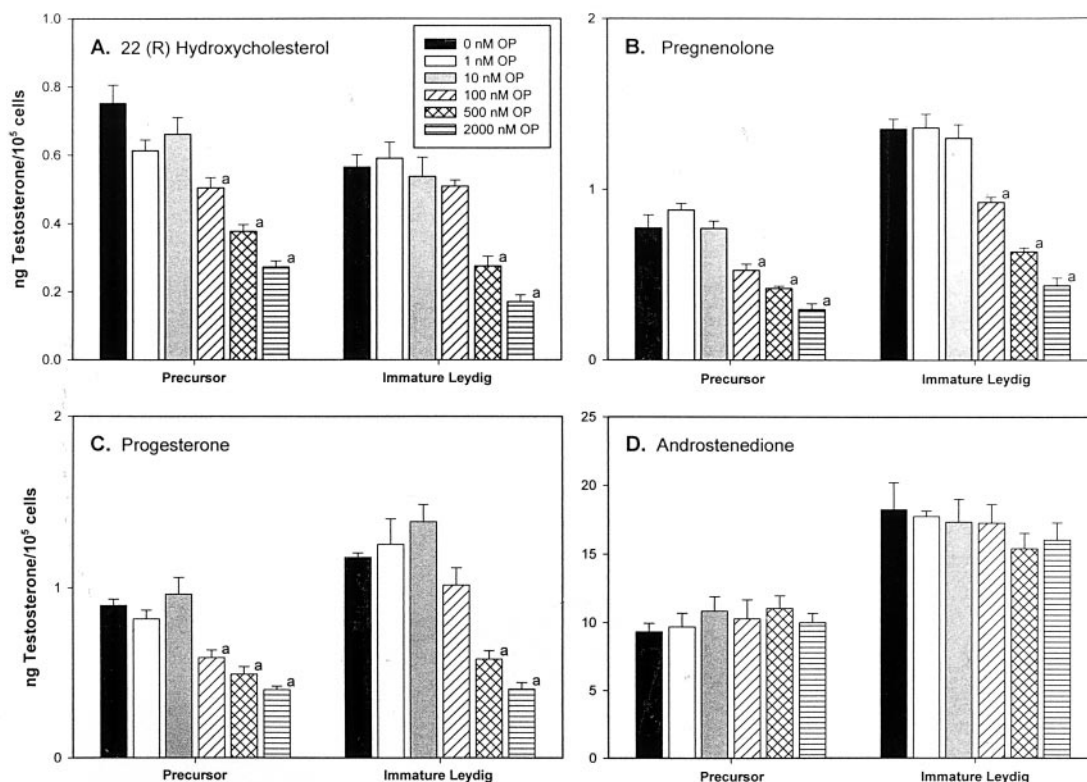 A. 22 (R) Hydroxycholesterol
0 nM OP
1 nM OP
10 nM OP
100 nM OP
500 nM OP
2000 nM OP
ng Testosterone/10⁵ cells
1.0
0.8
0.6
0.4
0.2
0.0
a
a
a
a
a
Precursor
Immature Leydig
B. Pregnenolone
2
1
0
a
a
a
a
a
a
Precursor
Immature Leydig
C. Progesterone
ng Testosterone/10⁵ cells
2
1
0
a
a
a
a
a
Precursor
Immature Leydig
D. Androstenedione
25
20
15
10
5
0
Precursor
Immature Leydig